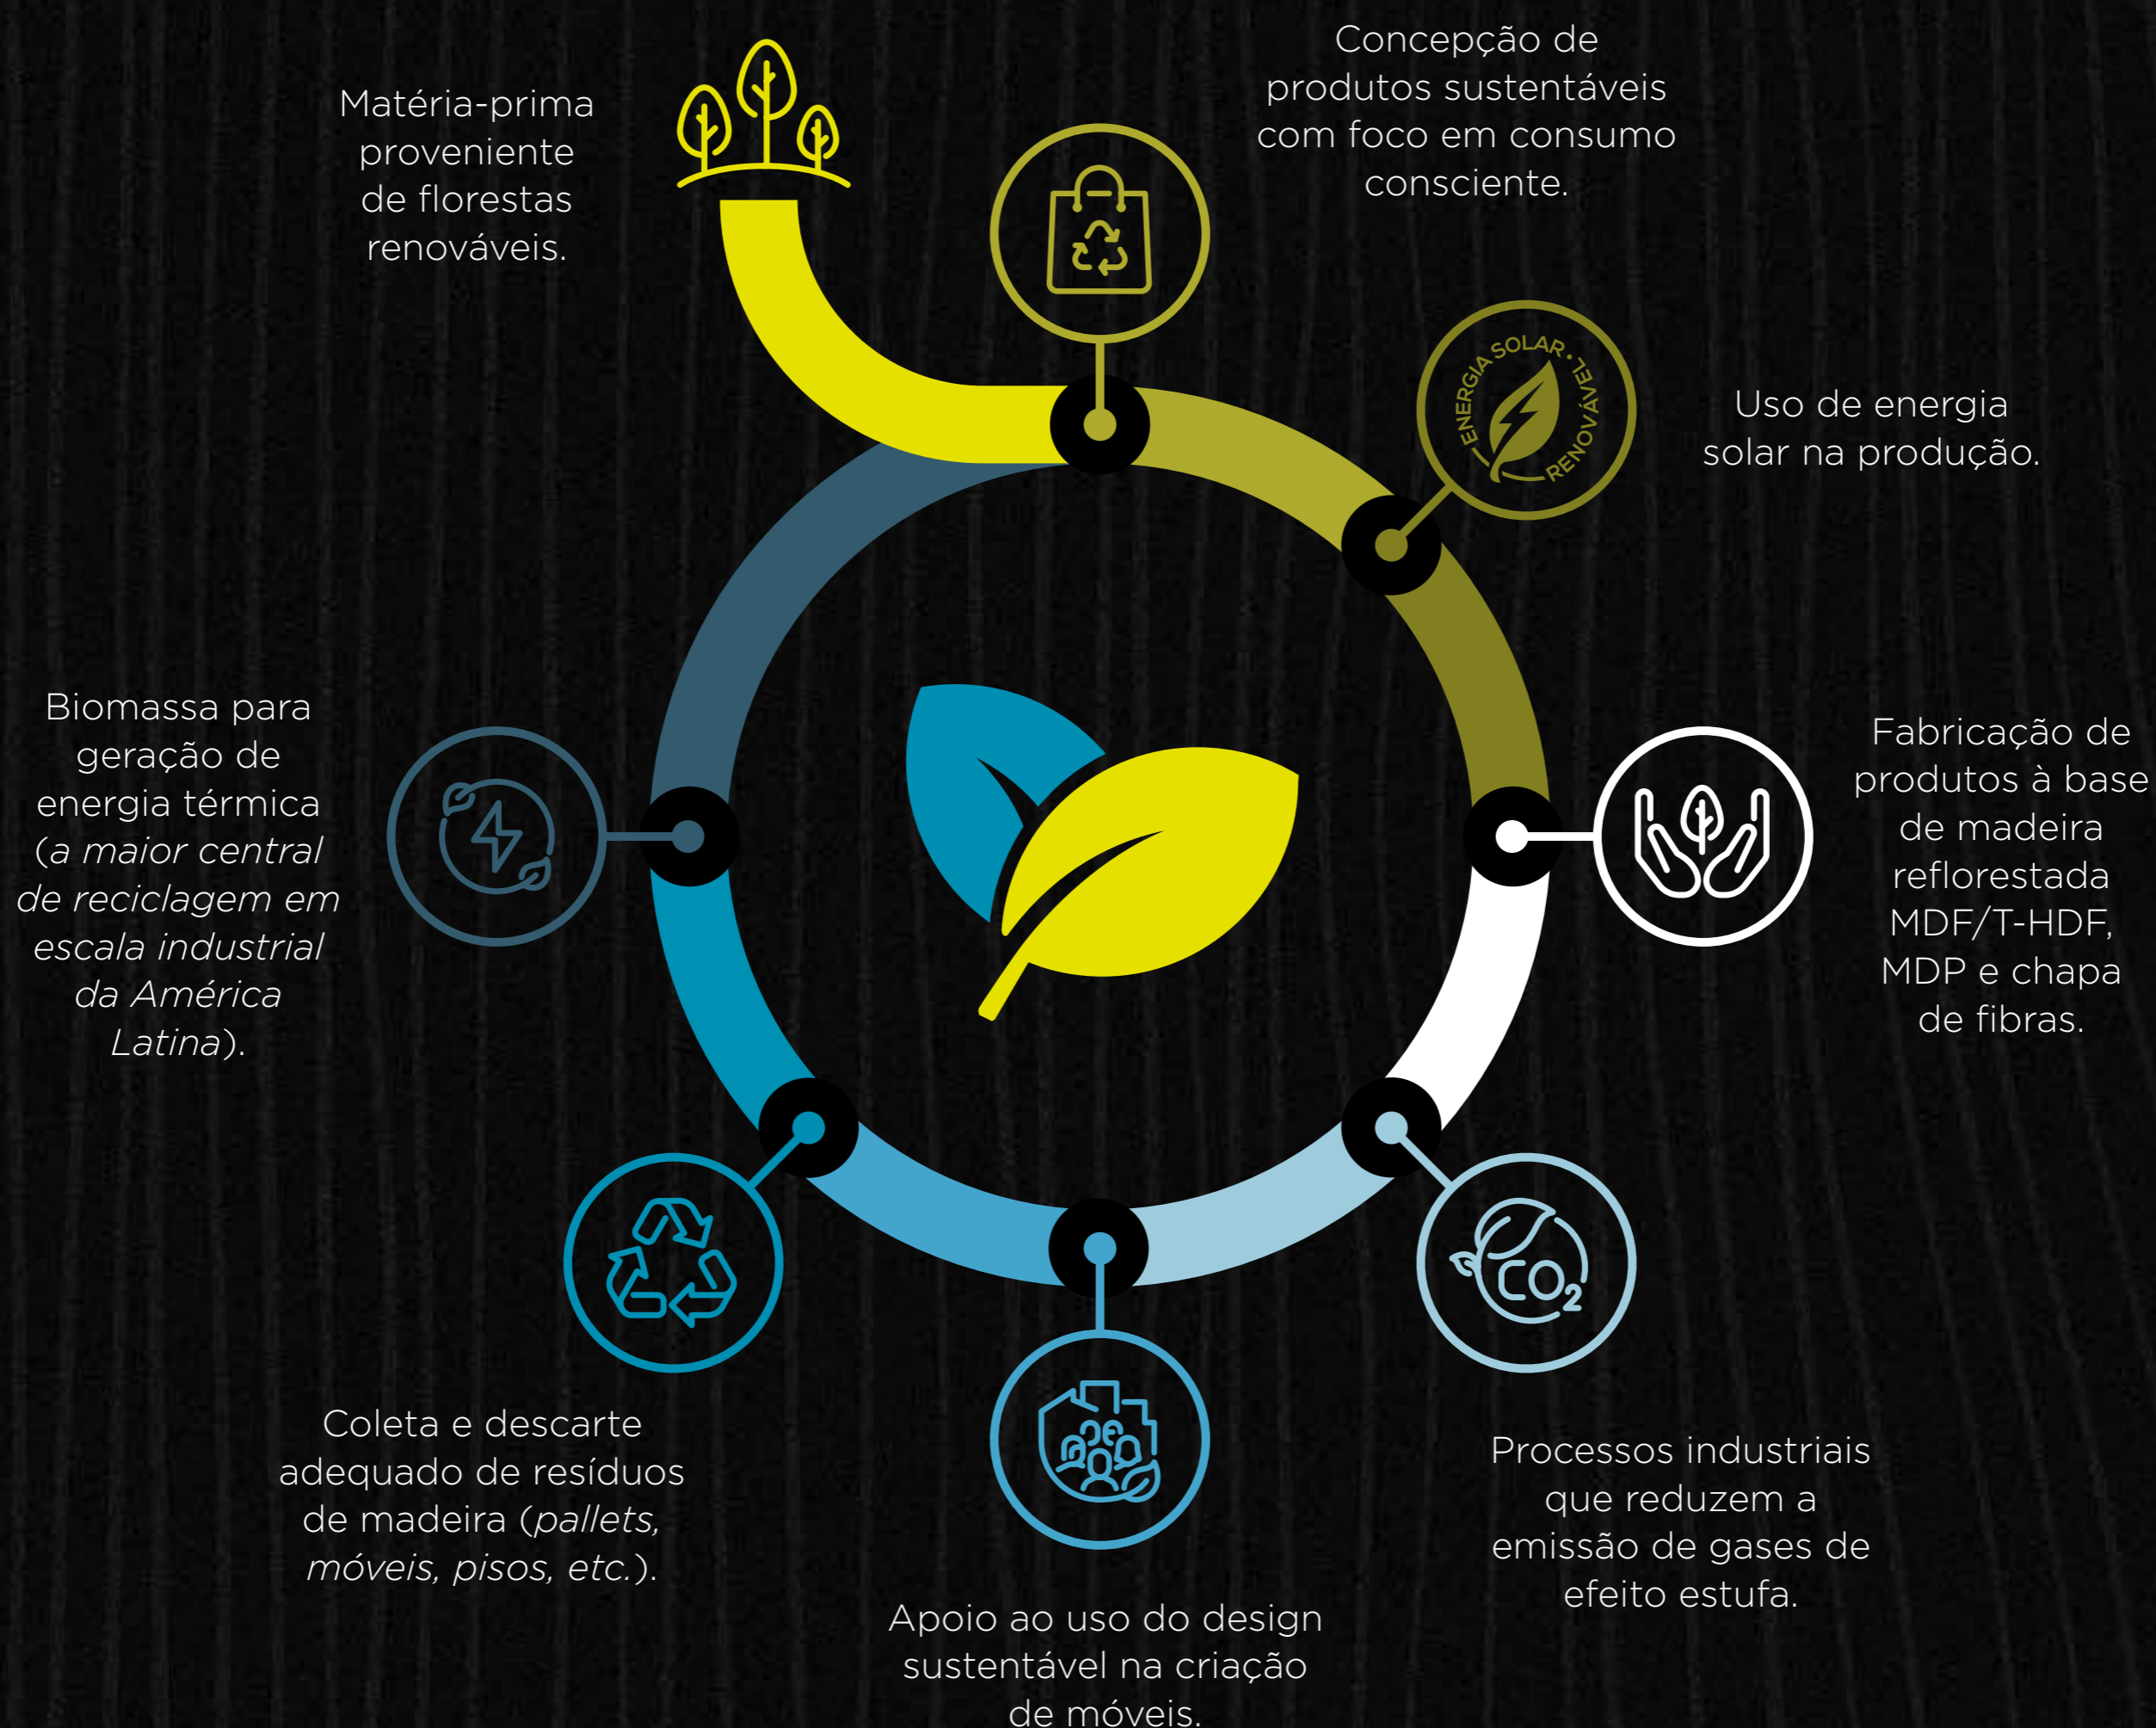 Matéria-prima
proveniente
de florestas
renováveis.
Concepção de
produtos sustentáveis
com foco em consumo
consciente.
ENERGIA SOLAR •
RENOVÁVEL
Uso de energia
solar na produção.
Fabricação de
produtos à base
de madeira
reflorestada
MDF/T-HDF,
MDP e chapa
de fibras.
CO2
Processos industriais
que reduzem a
emissão de gases de
efeito estufa.
Apoio ao uso do design
sustentável na criação
de móveis.
Coleta e descarte
adequado de resíduos
de madeira (pallets,
móveis, pisos, etc.).
Biomassa para
geração de
energia térmica
(a maior central
de reciclagem em
escala industrial
da América
Latina).